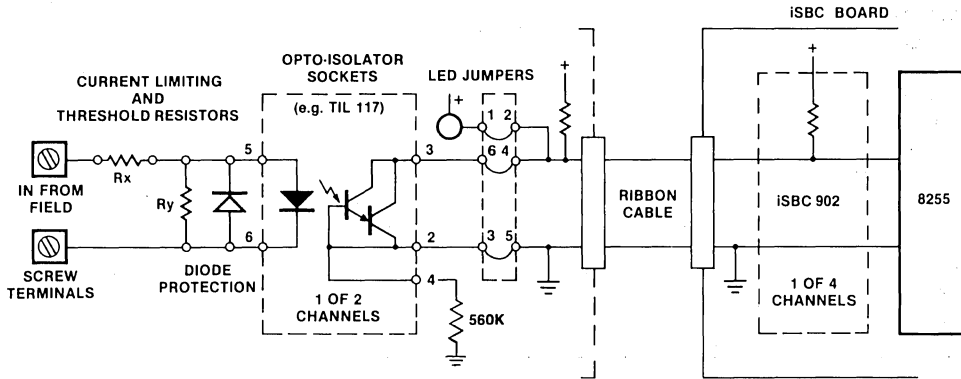 iSBC BOARD
OPTO-ISOLATOR
SOCKETS
(e.g. TIL 117)
LED JUMPERS
+
+
+
CURRENT LIMITING
AND
THRESHOLD RESISTORS
1 2
5
3
6 4
Rx
IN FROM
FIELD
Ry
RIBBON
CABLE
iSBC 902
8255
6
2
3 5
SCREW
TERMINALS
DIODE
PROTECTION
4
1 OF 2
CHANNELS
560K
1 OF 4
CHANNELS